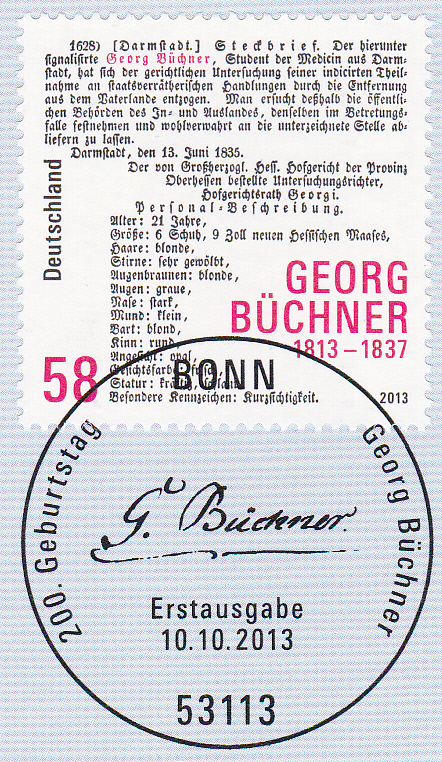 1628) [Darmstadt.] Steckbrief. Der hierunter
signalisirte Georg Büchner, Student der Medicin aus Darm-
stadt, hat sich der gerichtlichen Untersuchung seiner indicirten Theil-
nahme an staatsverrätherischen Handlungen durch die Entfernung
aus dem Vaterlande entzogen. Man ersucht deßhalb die öffentli-
chen Behörden des In- und Auslandes, denselben im Betretungs-
falle festnehmen und wohlverwahrt an die unterzeichnete Stelle ab-
liefern zu lassen.
Darmstadt, den 13. Juni 1835.
Der von Großherzogl. Hess. Hofgericht der Provinz
Oberhessen bestellte Untersuchungsrichter,
Hofgerichtsrath Georgi.
Personal-Beschreibung.
Alter: 21 Jahre,
Größe: 6 Schuh, 9 Zoll neuen Hessischen Maases,
Haare: blonde,
Stirne: sehr gewölbt,
Augenbraunen: blonde,
Augen: graue,
Nase: stark,
Mund: klein,
Bart: blond,
Kinn: rund,
Angesicht: oval,
Gesichtsfarbe: frisch,
Statur: kräftig, schlank,
Besondere Kennzeichen: Kurzsichtigkeit.
Deutschland
GEORG
BÜCHNER
1813 – 1837
58
2013
BONN
200. Geburtstag
Georg Büchner
G. Büchner.
Erstausgabe
10.10.2013
53113